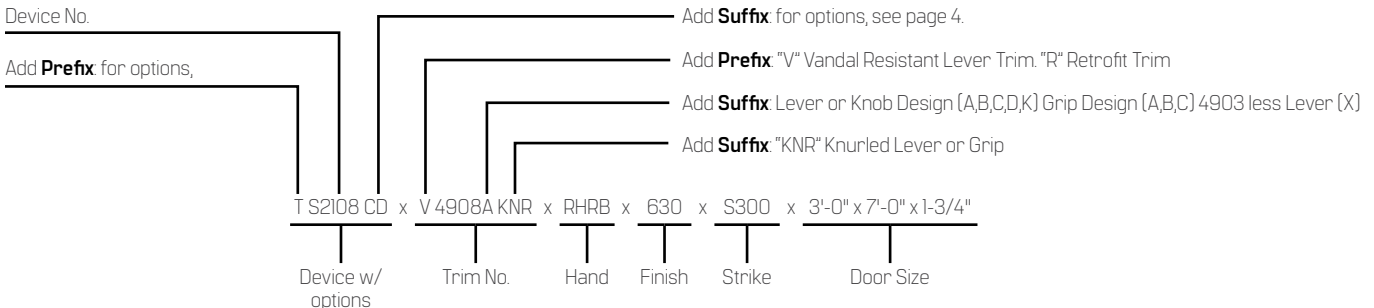 Device No.
Add Suffix: for options, see page 4.
Add Prefix: "V" Vandal Resistant Lever Trim. "R" Retrofit Trim
Add Prefix: for options,
Add Suffix: Lever or Knob Design (A,B,C,D,K) Grip Design (A,B,C) 4903 less Lever (X)
Add Suffix: "KNR" Knurled Lever or Grip
T S2108 CD x V 4908A KNR x RHRB x 630 x S300 x 3'-0" x 7'-0" x 1-3/4"
Device w/ options
Trim No.
Hand
Finish
Strike
Door Size